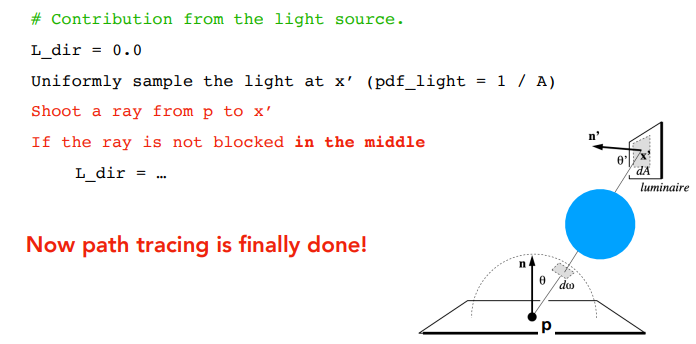 # Contribution from the light source.
L_dir = 0.0
Uniformly sample the light at x’ (pdf_light = 1 / A)
Shoot a ray from p to x’
If the ray is not blocked in the middle
L_dir = …
Now path tracing is finally done!
n'
θ'
x'
dA
luminaire
n
θ
dω
p